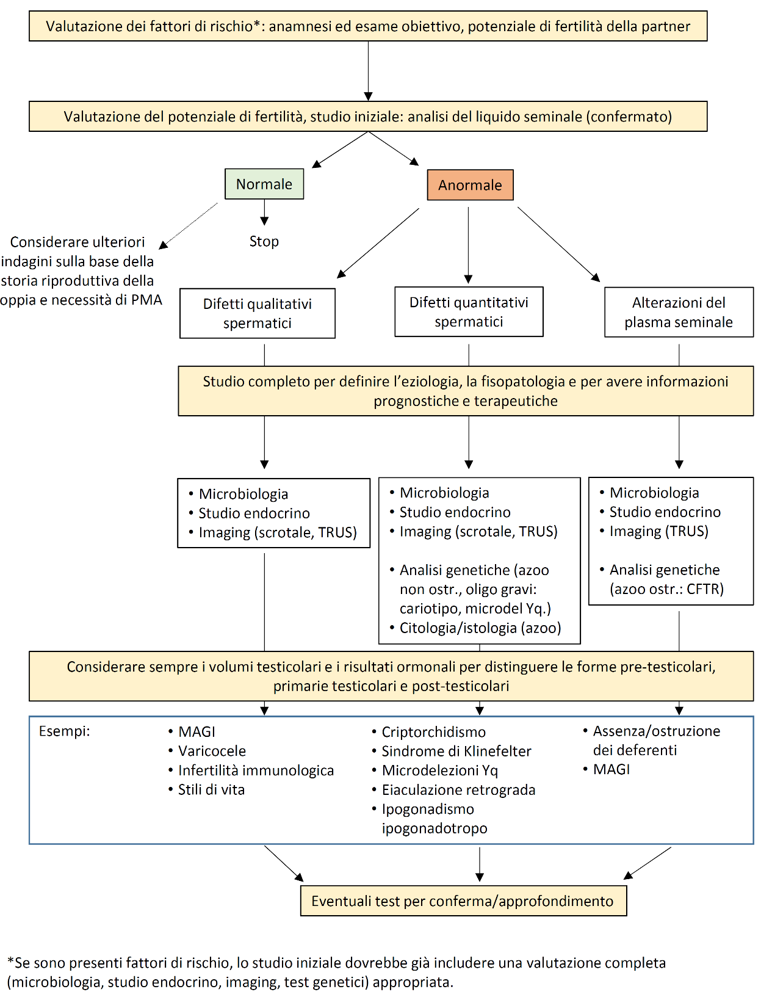 Valutazione dei fattori di rischio*: anamnesi ed esame obiettivo, potenziale di fertilità della partner
Valutazione del potenziale di fertilità, studio iniziale: analisi del liquido seminale (confermato)
Normale
Anormale
Stop
Considerare ulteriori
indagini sulla base della
storia riproduttiva della
oppia e necessità di PMA
Difetti qualitativi
spermatici
Difetti quantitativi
spermatici
Alterazioni del
plasma seminale
Studio completo per definire l’eziologia, la fisopatologia e per avere informazioni
prognostiche e terapeutiche
• Microbiologia
• Studio endocrino
• Imaging (scrotale, TRUS)
• Microbiologia
• Studio endocrino
• Imaging (scrotale, TRUS)
• Analisi genetiche (azoo
non ostr., oligo gravi:
cariotipo, microdel Yq.)
• Citologia/istologia (azoo)
• Microbiologia
• Studio endocrino
• Imaging (TRUS)
• Analisi genetiche
(azoo ostr.: CFTR)
Considerare sempre i volumi testicolari e i risultati ormonali per distinguere le forme pre-testicolari,
primarie testicolari e post-testicolari
Esempi:
• MAGI
• Varicocele
• Infertilità immunologica
• Stili di vita
• Criptorchidismo
• Sindrome di Klinefelter
• Microdelezioni Yq
• Eiaculazione retrograda
• Ipogonadismo
ipogonadotropo
• Assenza/ostruzione
dei deferenti
• MAGI
Eventuali test per conferma/approfondimento
*Se sono presenti fattori di rischio, lo studio iniziale dovrebbe già includere una valutazione completa
(microbiologia, studio endocrino, imaging, test genetici) appropriata.